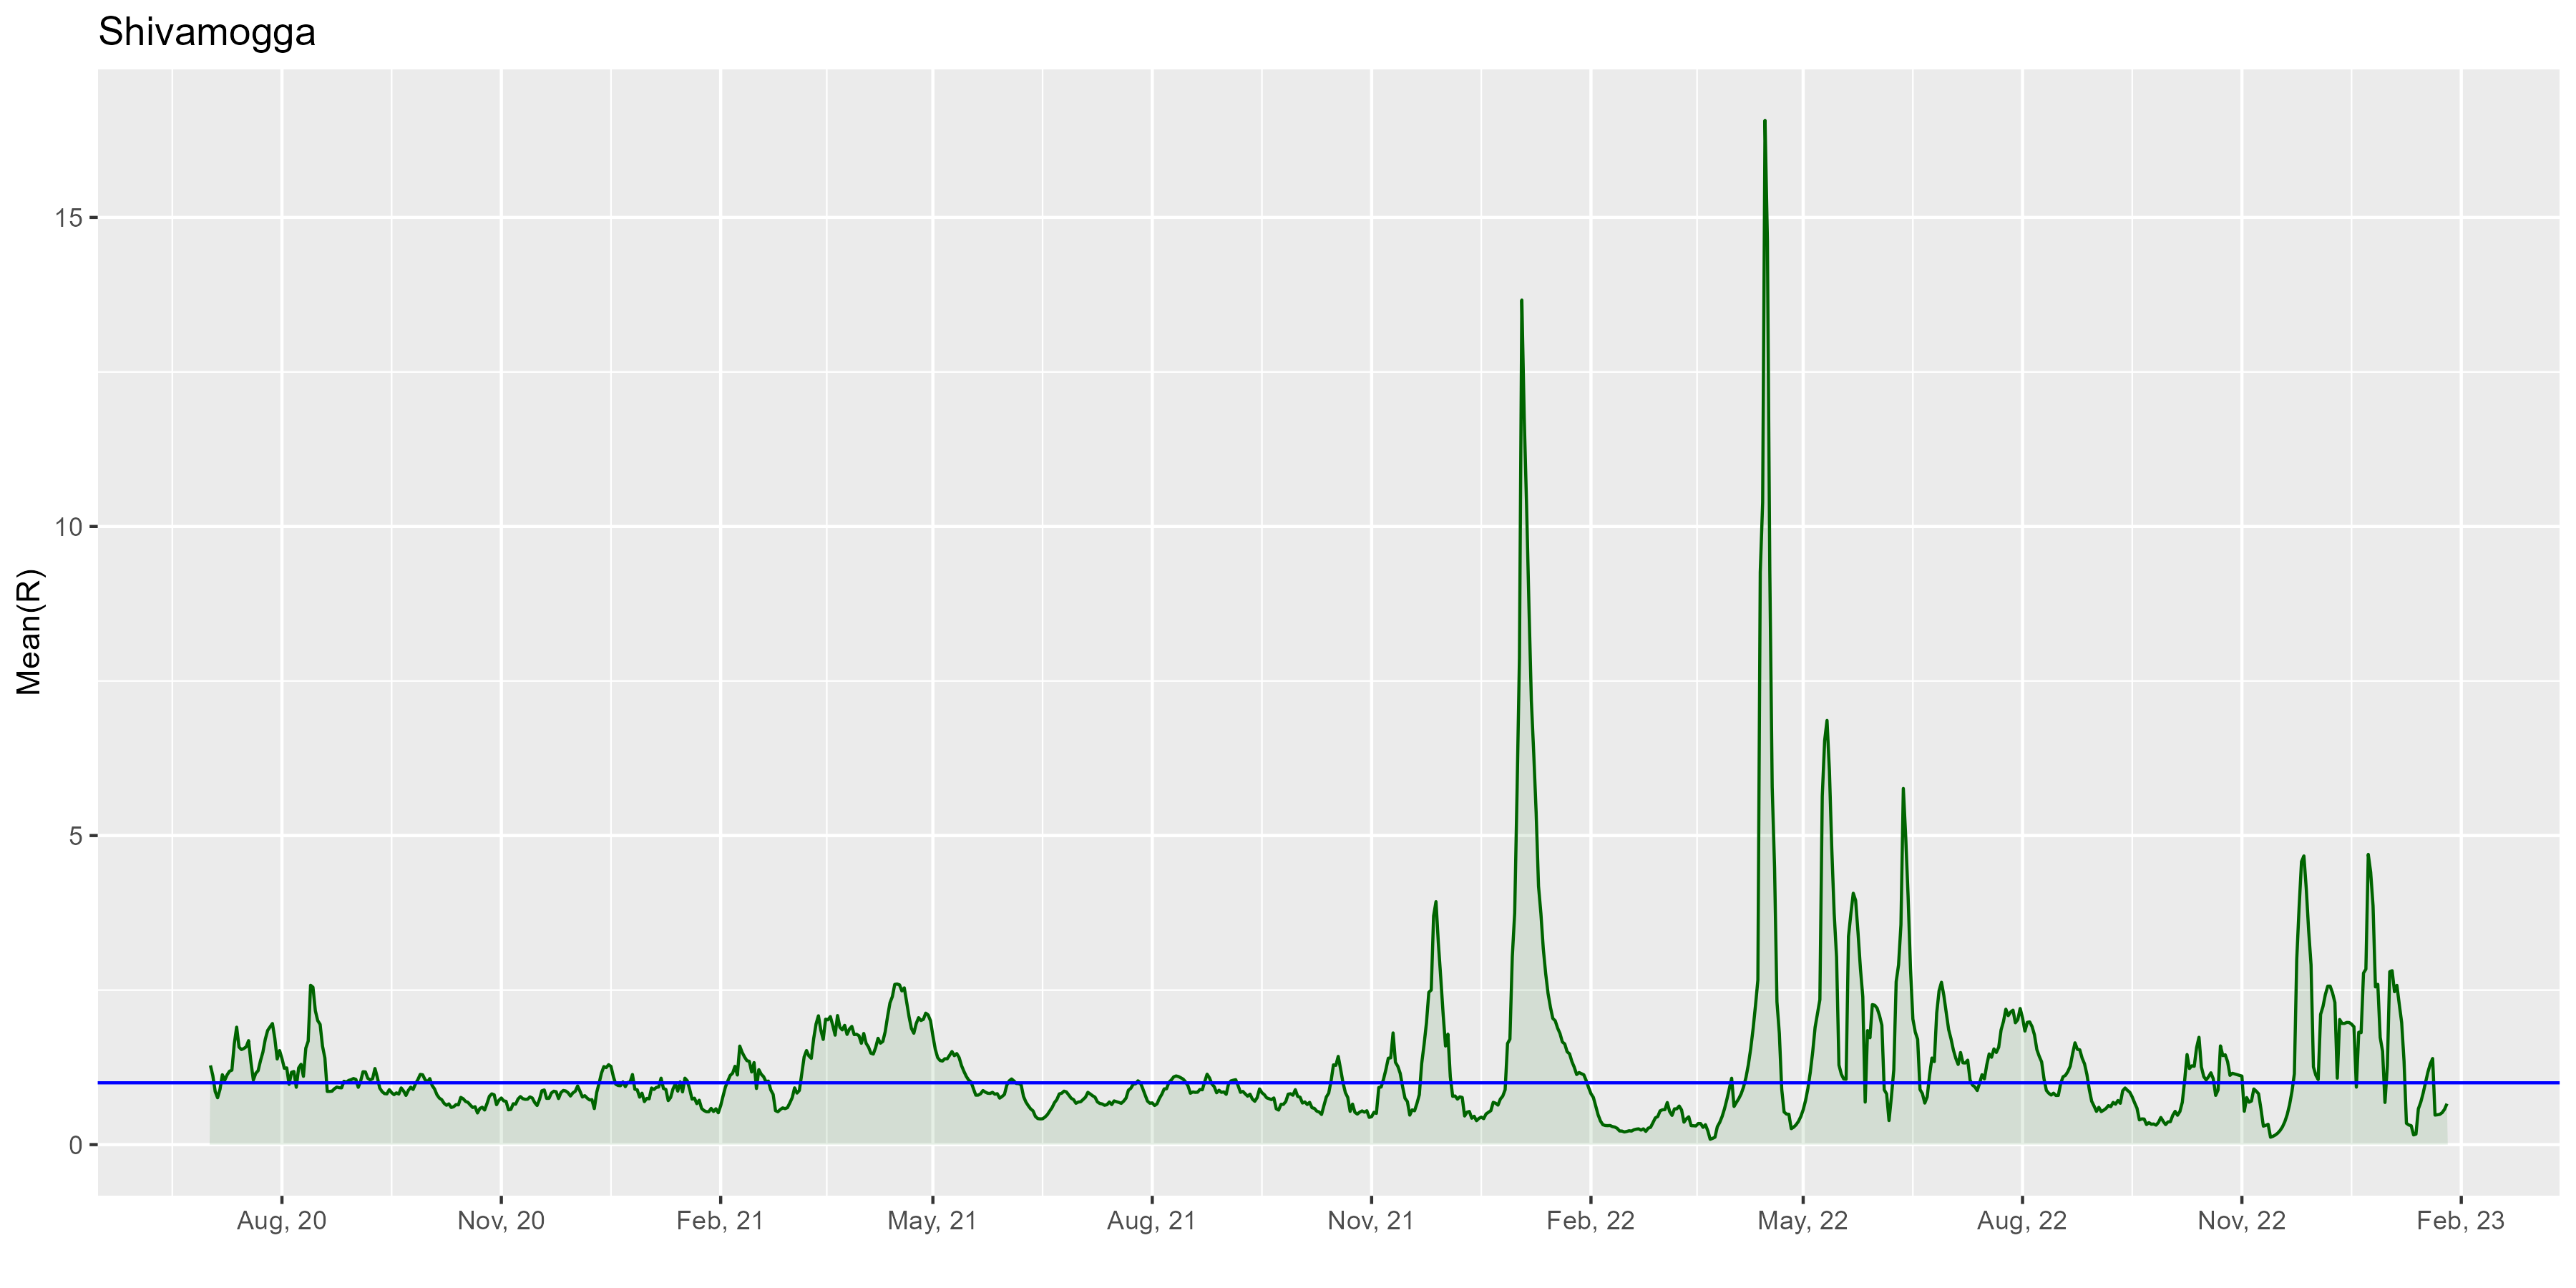 Shivamogga
Mean(R)
15
10
5
0
Aug, 20 Nov, 20 Feb, 21 May, 21 Aug, 21 Nov, 21 Feb, 22 May, 22 Aug, 22 Nov, 22 Feb, 23